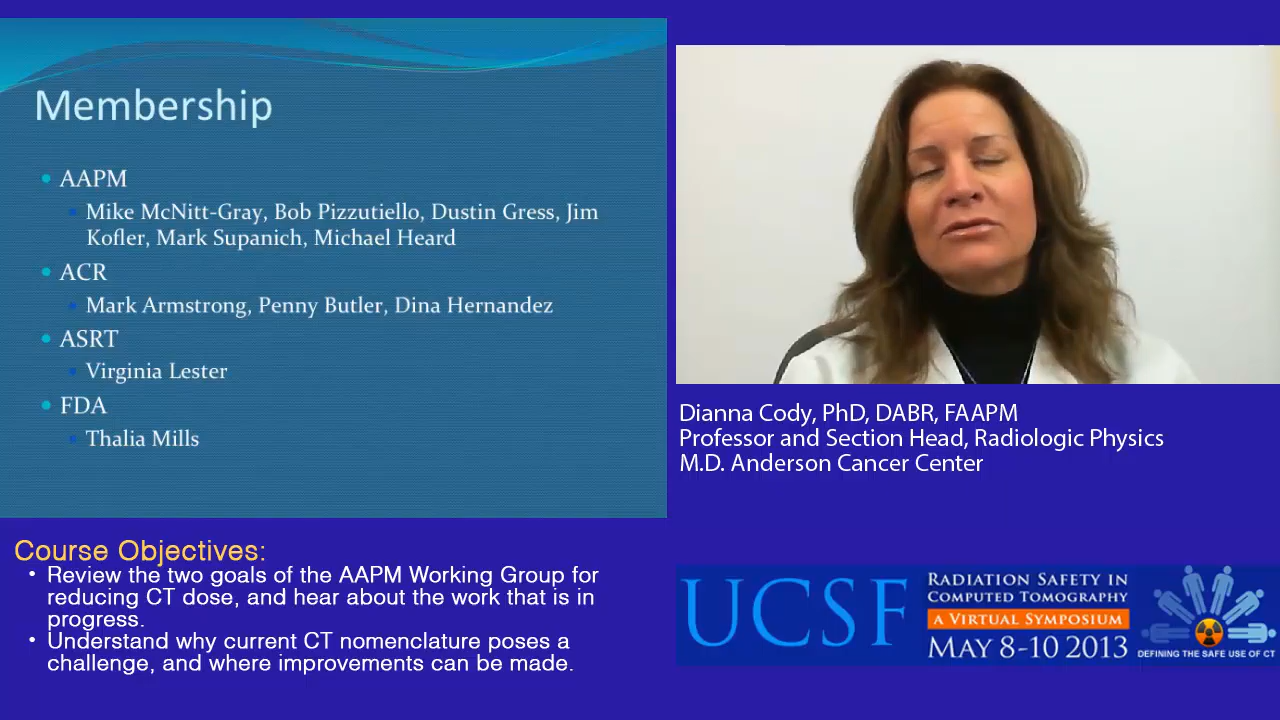 Membership
• AAPM
• Mike McNitt-Gray, Bob Pizzutiello, Dustin Gress, Jim
Kofler, Mark Supanich, Michael Heard
• ACR
• Mark Armstrong, Penny Butler, Dina Hernandez
• ASRT
• Virginia Lester
• FDA
• Thalia Mills
Dianna Cody, PhD, DABR, FAAPM
Professor and Section Head, Radiologic Physics
M.D. Anderson Cancer Center
Course Objectives:
• Review the two goals of the AAPM Working Group for
reducing CT dose, and hear about the work that is in
progress.
• Understand why current CT nomenclature poses a
challenge, and where improvements can be made.
UCSF
RADIATION SAFETY IN
COMPUTED TOMOGRAPHY
A VIRTUAL SYMPOSIUM
MAY 8-10 2013
DEFINING THE SAFE USE OF CT